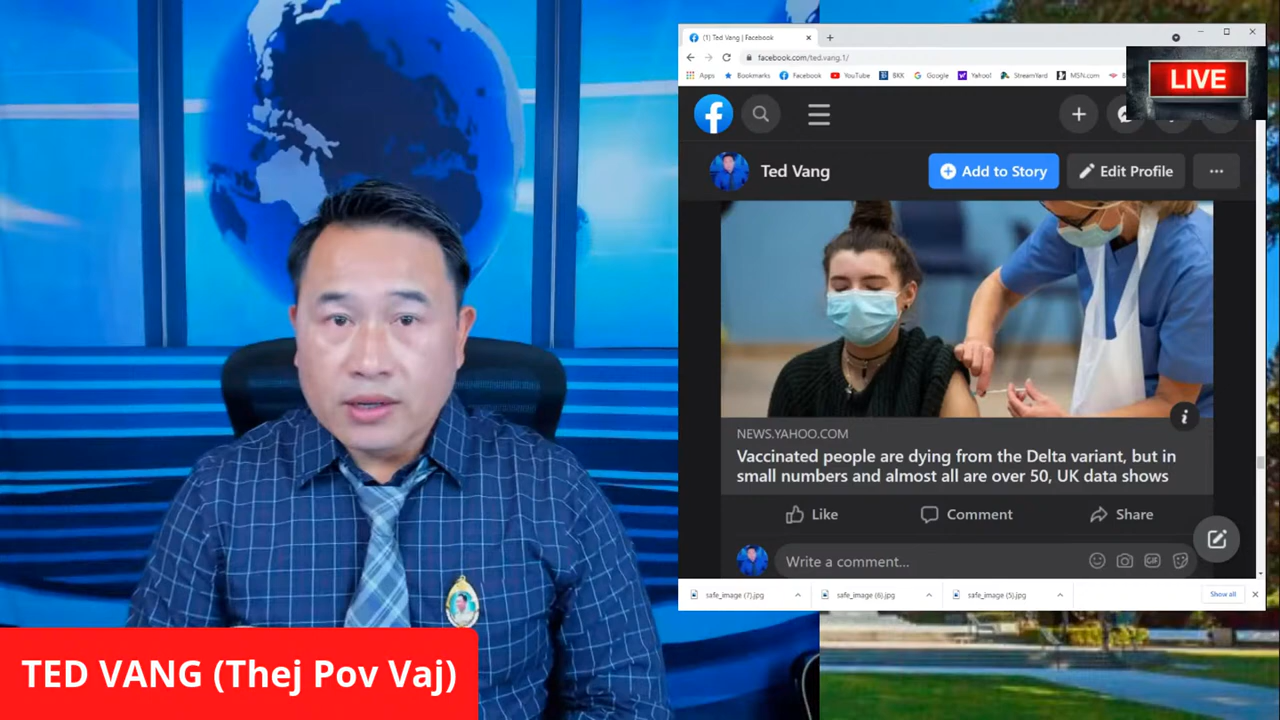 (1) Ted Vang | Facebook
facebook.com/ted.vang.1/
Apps Bookmarks Facebook YouTube BKK Google Yahoo! StreamYard MSN.com
LIVE
Ted Vang
Add to Story
Edit Profile
NEWS.YAHOO.COM
Vaccinated people are dying from the Delta variant, but in
small numbers and almost all are over 50, UK data shows
Like Comment Share
Write a comment...
GIF
safe_image (7).jpg safe_image (6).jpg safe_image (5).jpg Show all
TED VANG (Thej Pov Vaj)